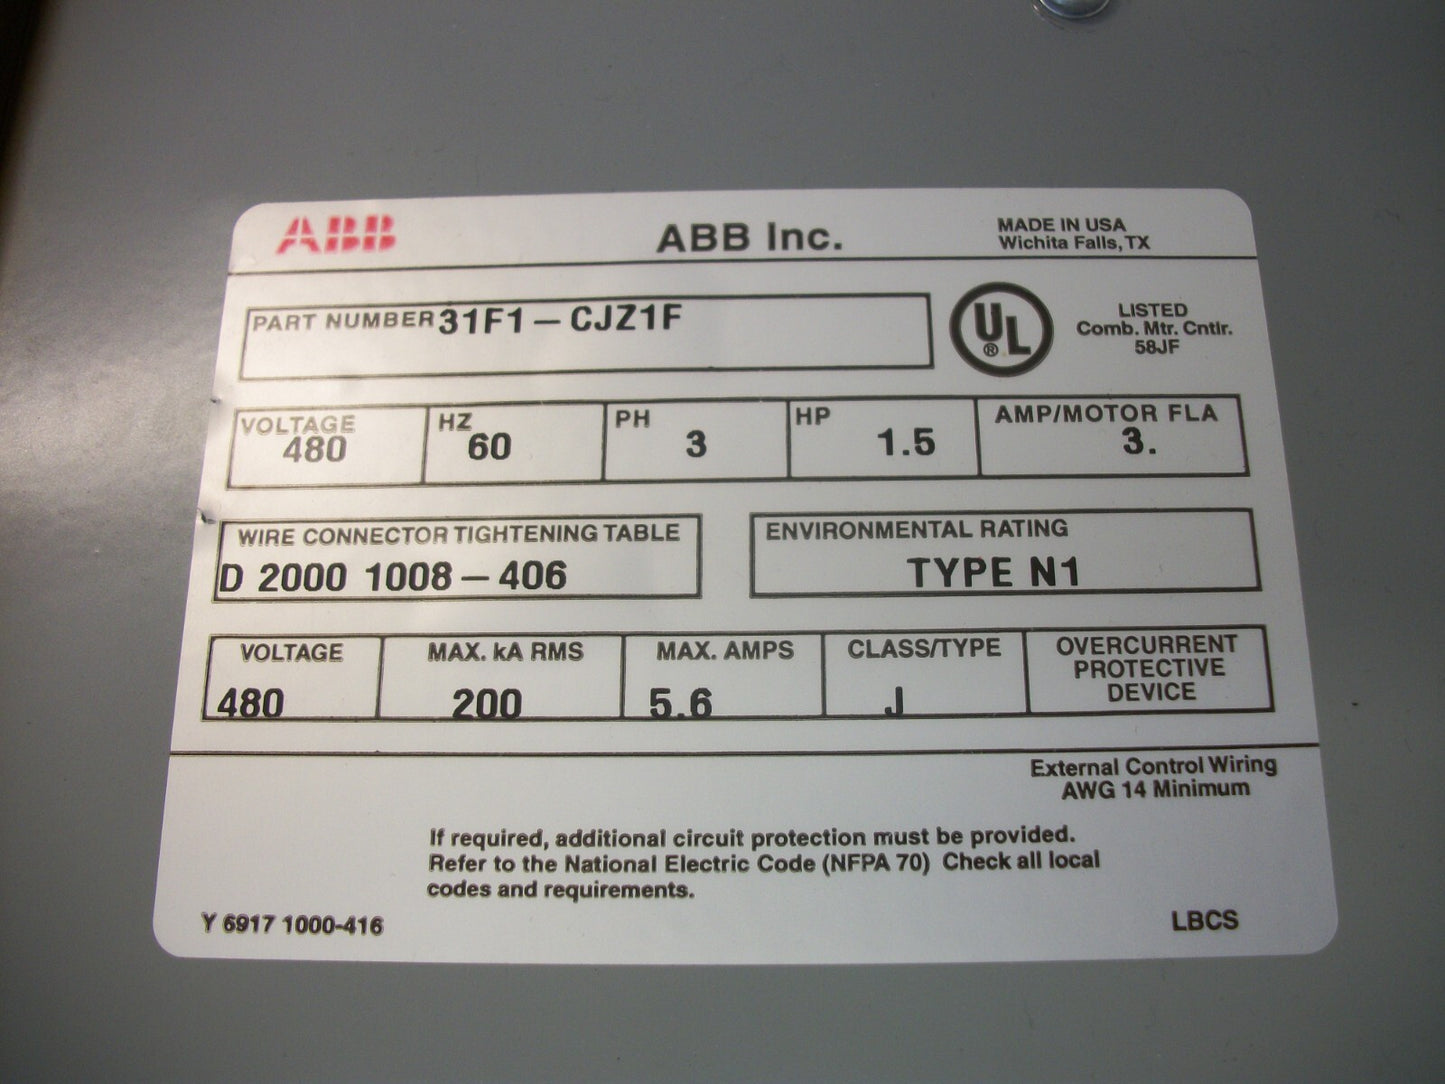 ABB ABB Inc. MADE IN USA
Wichita Falls, TX
PART NUMBER 31F1-CJZ1F
UL ® LISTED
Comb. Mtr. Cntlr.
58JF
VOLTAGE HZ PH HP AMP/MOTOR FLA
480 60 3 1.5 3.
WIRE CONNECTOR TIGHTENING TABLE ENVIRONMENTAL RATING
D 2000 1008-406 TYPE N1
VOLTAGE MAX. kA RMS MAX. AMPS CLASS/TYPE OVERCURRENT
PROTECTIVE
DEVICE
480 200 5.6 J
External Control Wiring
AWG 14 Minimum
If required, additional circuit protection must be provided.
Refer to the National Electric Code (NFPA 70) Check all local
codes and requirements.
Y 6917 1000-416 LBCS